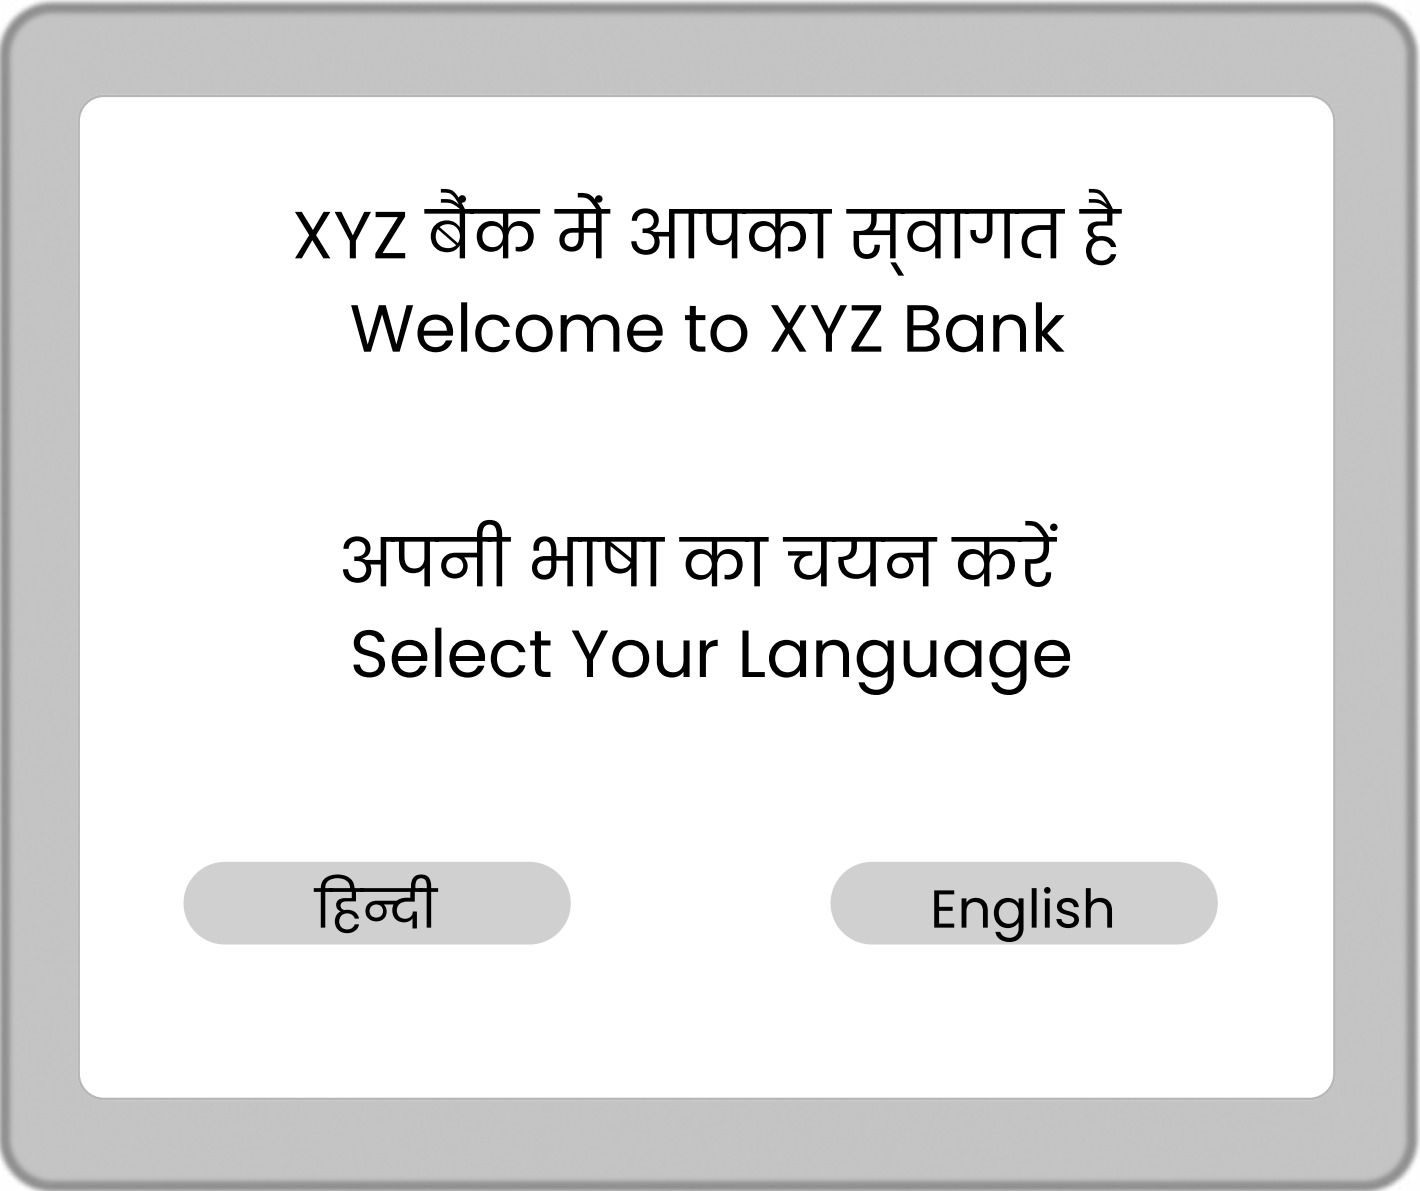 XYZ बैंक में आपका स्‌वागत है
Welcome to XYZ Bank
अपनी भाषा का चयन करें
Select Your Language
हिन्दी
English